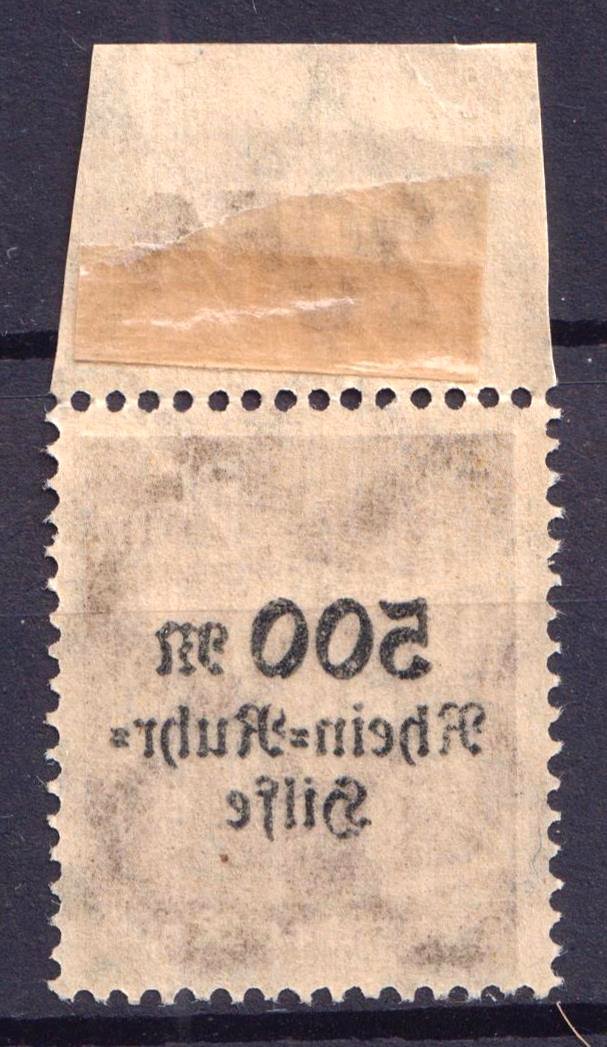 500 M
Rhein=Ruhr=
Hilfe